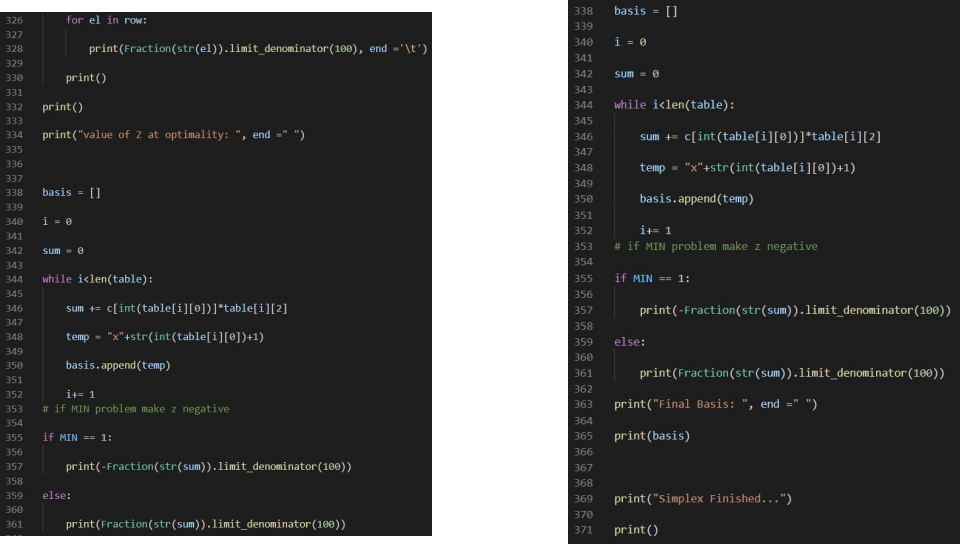 326 for el in row:
327
328 print(Fraction(str(el)).limit_denominator(100), end ='\t')
329
330 print()
331
332 print()
333
334 print("value of Z at optimality: ", end =" ")
335
336
337
338 basis = []
339
340 i = 0
341
342 sum = 0
343
344 while i<len(table):
345
346 sum += c[int(table[i][0])]*table[i][2]
347
348 temp = "x"+str(int(table[i][0])+1)
349
350 basis.append(temp)
351
352 i+= 1
353 # if MIN problem make z negative
354
355 if MIN == 1:
356
357 print(-Fraction(str(sum)).limit_denominator(100))
358
359 else:
360
361 print(Fraction(str(sum)).limit_denominator(100))
338 basis = []
339
340 i = 0
341
342 sum = 0
343
344 while i<len(table):
345
346 sum += c[int(table[i][0])]*table[i][2]
347
348 temp = "x"+str(int(table[i][0])+1)
349
350 basis.append(temp)
351
352 i+= 1
353 # if MIN problem make z negative
354
355 if MIN == 1:
356
357 print(-Fraction(str(sum)).limit_denominator(100))
358
359 else:
360
361 print(Fraction(str(sum)).limit_denominator(100))
362
363 print("Final Basis: ", end =" ")
364
365 print(basis)
366
367
368
369 print("Simplex Finished...")
370
371 print()